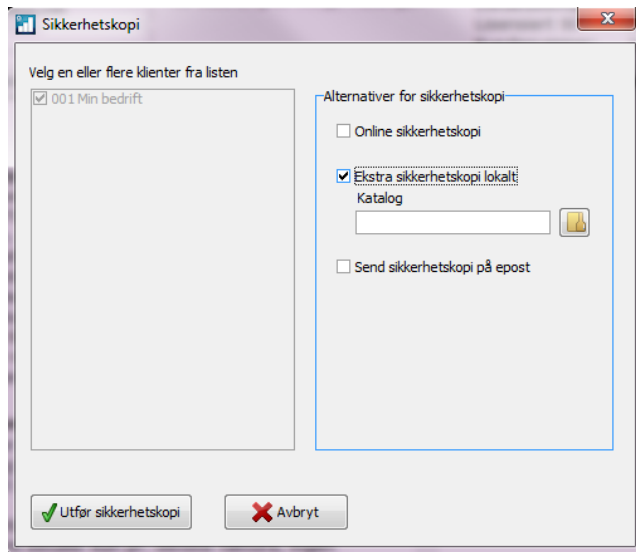 Sikkerhetskopi
Velg en eller flere klienter fra listen
001 Min bedrift
Alternativer for sikkerhetskopi
Online sikkerhetskopi
Ekstra sikkerhetskopi lokalt
Katalog
Send sikkerhetskopi på epost
Utfør sikkerhetskopi
Avbryt